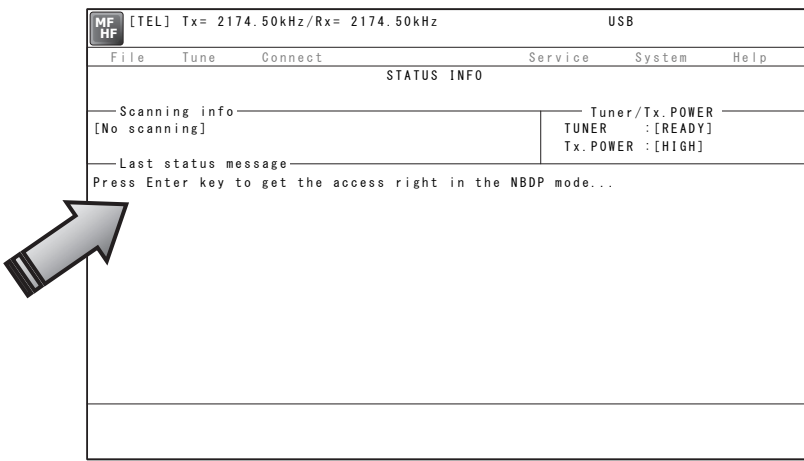 MF
HF
[TEL] Tx= 2174.50kHz/Rx= 2174.50kHz USB
File Tune Connect Service System Help
STATUS INFO
Scanning info Tuner/Tx.POWER
[No scanning] TUNER :[READY]
Tx.POWER :[HIGH]
Last status message
Press Enter key to get the access right in the NBDP mode...